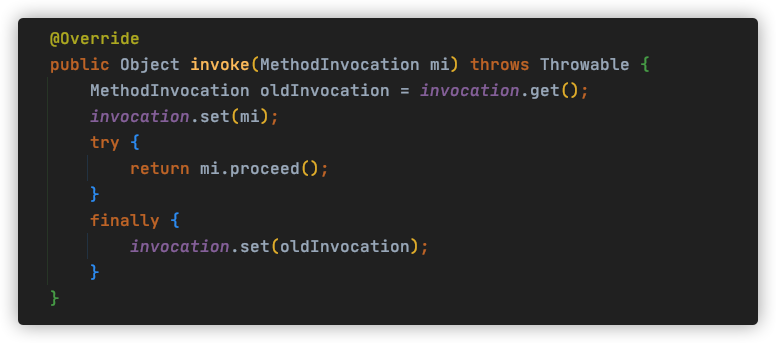 @Override
public Object invoke(MethodInvocation mi) throws Throwable {
    MethodInvocation oldInvocation = invocation.get();
    invocation.set(mi);
    try {
        return mi.proceed();
    }
    finally {
        invocation.set(oldInvocation);
    }
}